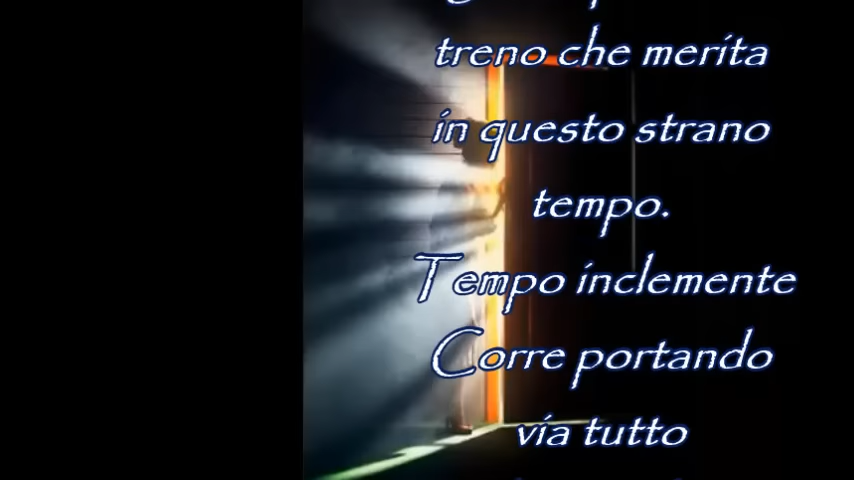 treno che merita
in questo strano
tempo.
Tempo inclemente
Corre portando
via tutto